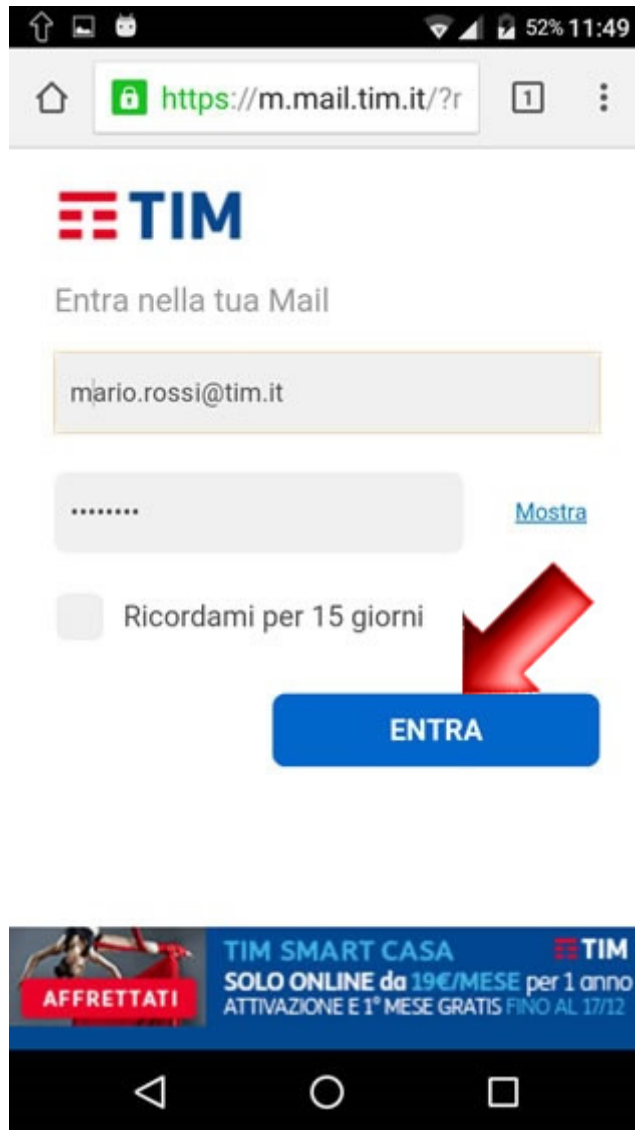 52% 11:49
https://m.mail.tim.it/?r
1
TIM
Entra nella tua Mail
mario.rossi@tim.it
••••••••
Mostra
Ricordami per 15 giorni
ENTRA
AFFRETTATI
TIM SMART CASA
TIM
SOLO ONLINE da 19€/MESE per 1 anno
ATTIVAZIONE E 1° MESE GRATIS FINO AL 17/12